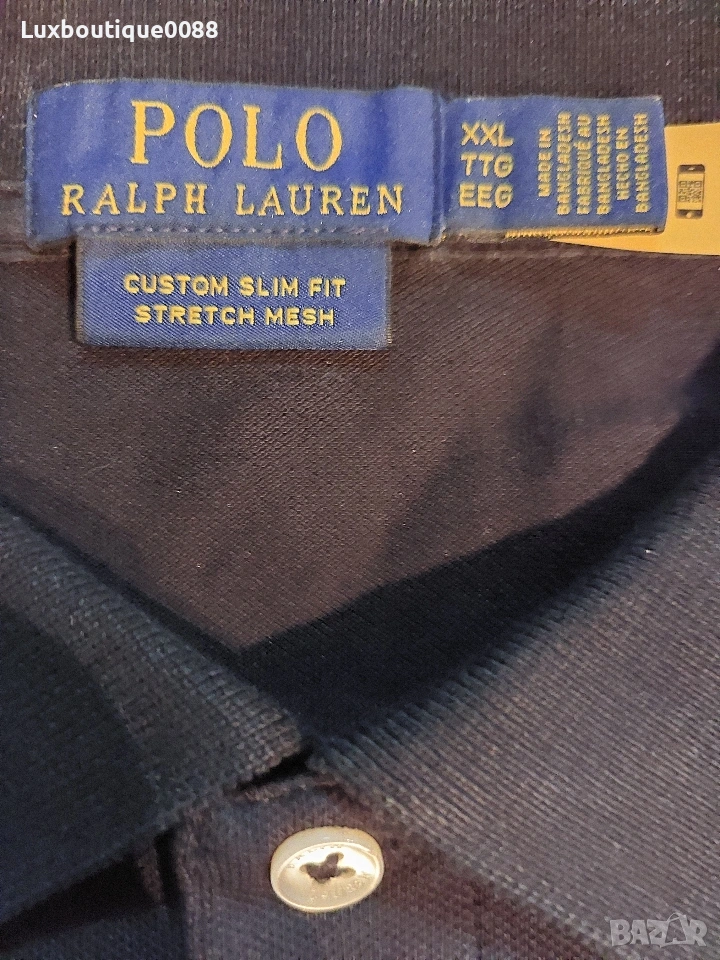 Luxboutique0088
POLO
RALPH LAUREN
CUSTOM SLIM FIT
STRETCH MESH
XXL
TTG
EEG
MADE IN
BANGLADESH
FABRIQUÉ AU
BANGLADESH
HECHO EN
BANGLADESH
BAZAR